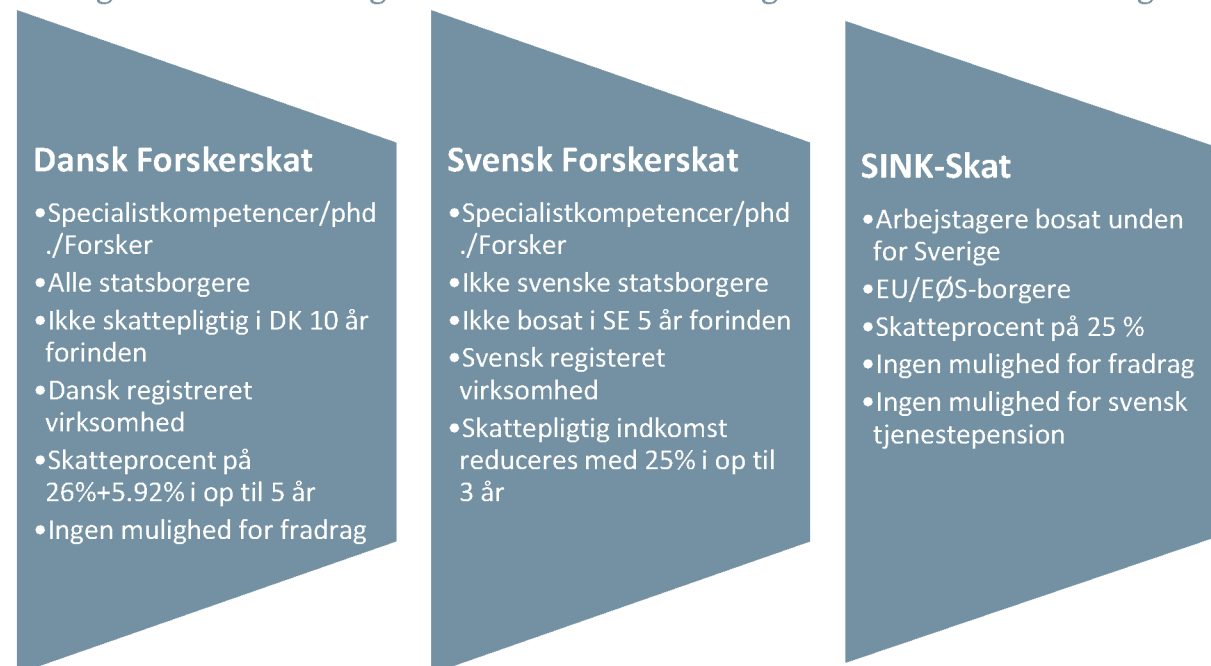 Dansk Forskerskat
•Specialistkompetencer/phd
./Forsker
•Alle statsborgere
•Ikke skattepligtig i DK 10 år
forinden
•Dansk registreret
virksomhed
•Skatteprocent på
26%+5.92% i op til 5 år
•Ingen mulighed for fradrag
Svensk Forskerskat
•Specialistkompetencer/phd
./Forsker
•Ikke svenske statsborgere
•Ikke bosat i SE 5 år forinden
•Svensk registeret
virksomhed
•Skattepligtig indkomst
reduceres med 25% i op til
3 år
SINK-Skat
•Arbejstagere bosat unden
for Sverige
•EU/EØS-borgere
•Skatteprocent på 25 %
•Ingen mulighed for fradrag
•Ingen mulighed for svensk
tjenestepension